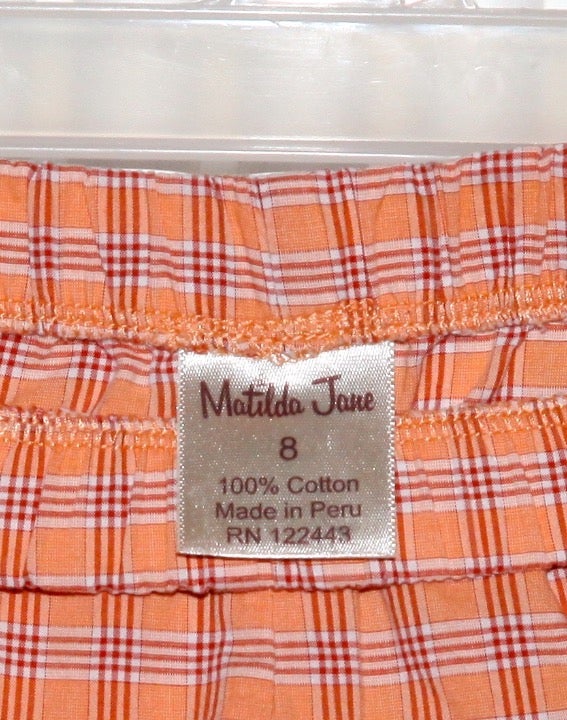 Matilda Jane
8
100% Cotton
Made in Peru
RN 122443